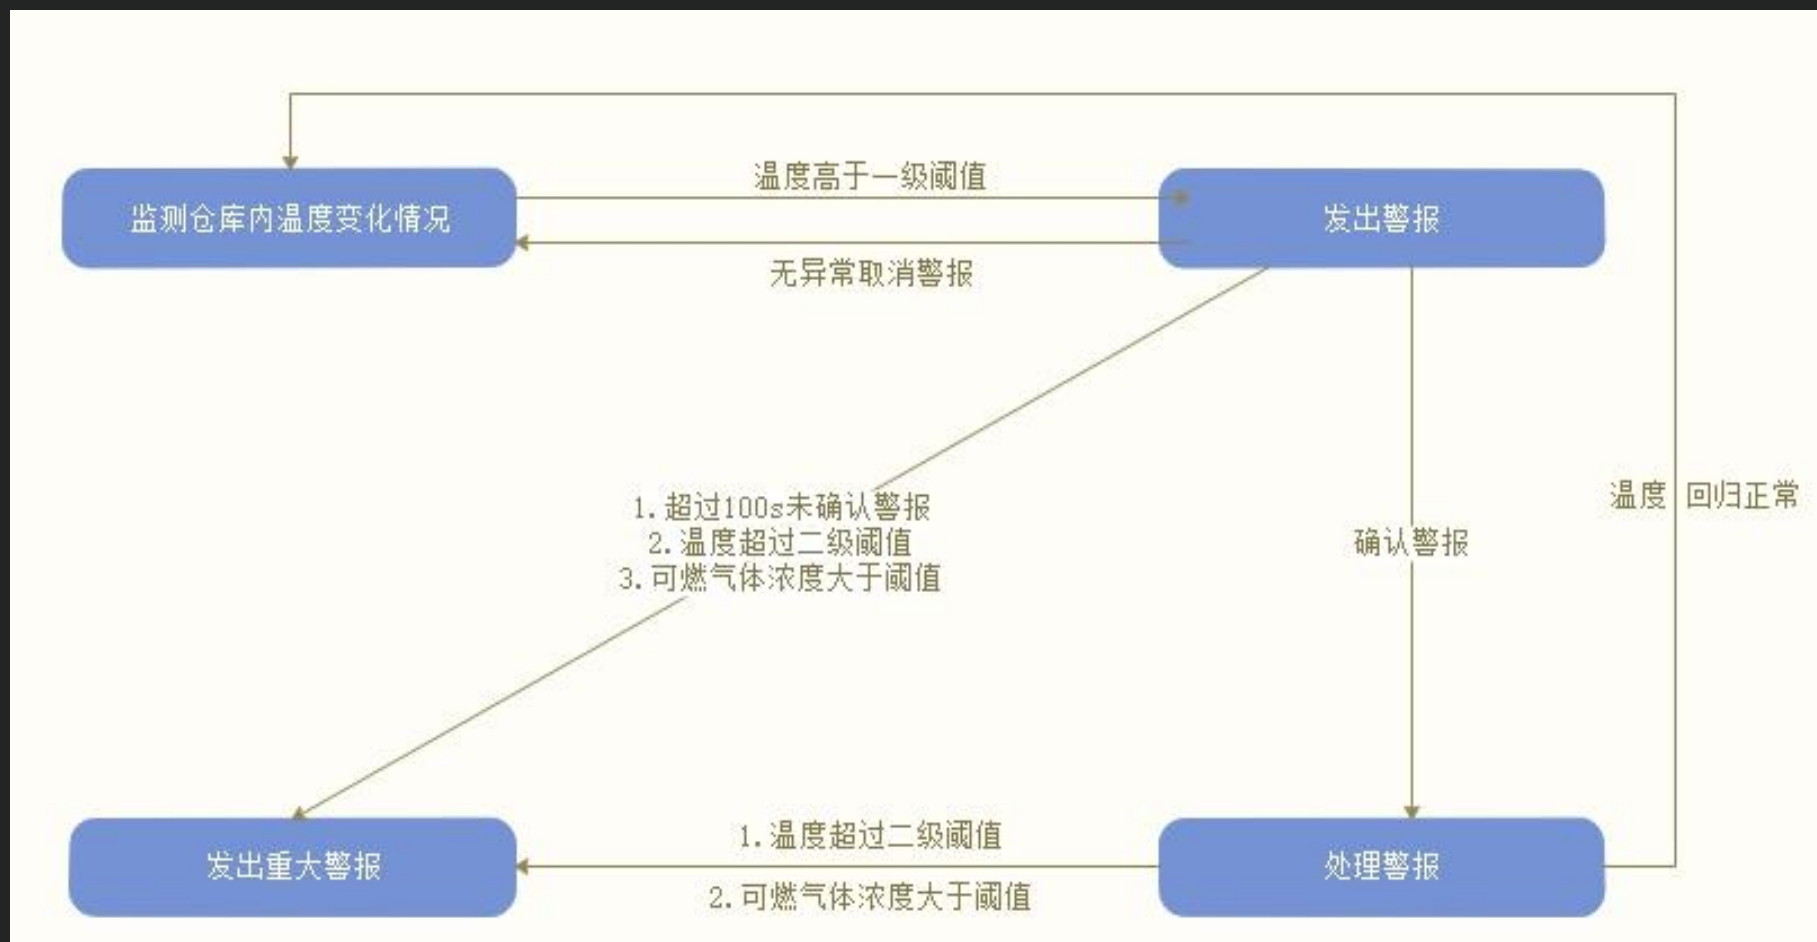 温度高于一级阈值
监测仓库内温度变化情况
发出警报
无异常取消警报
1.超过100s未确认警报
2.温度超过二级阈值
3.可燃气体浓度大于阈值
温度 回归正常
确认警报
1.温度超过二级阈值
发出重大警报
处理警报
2.可燃气体浓度大于阈值